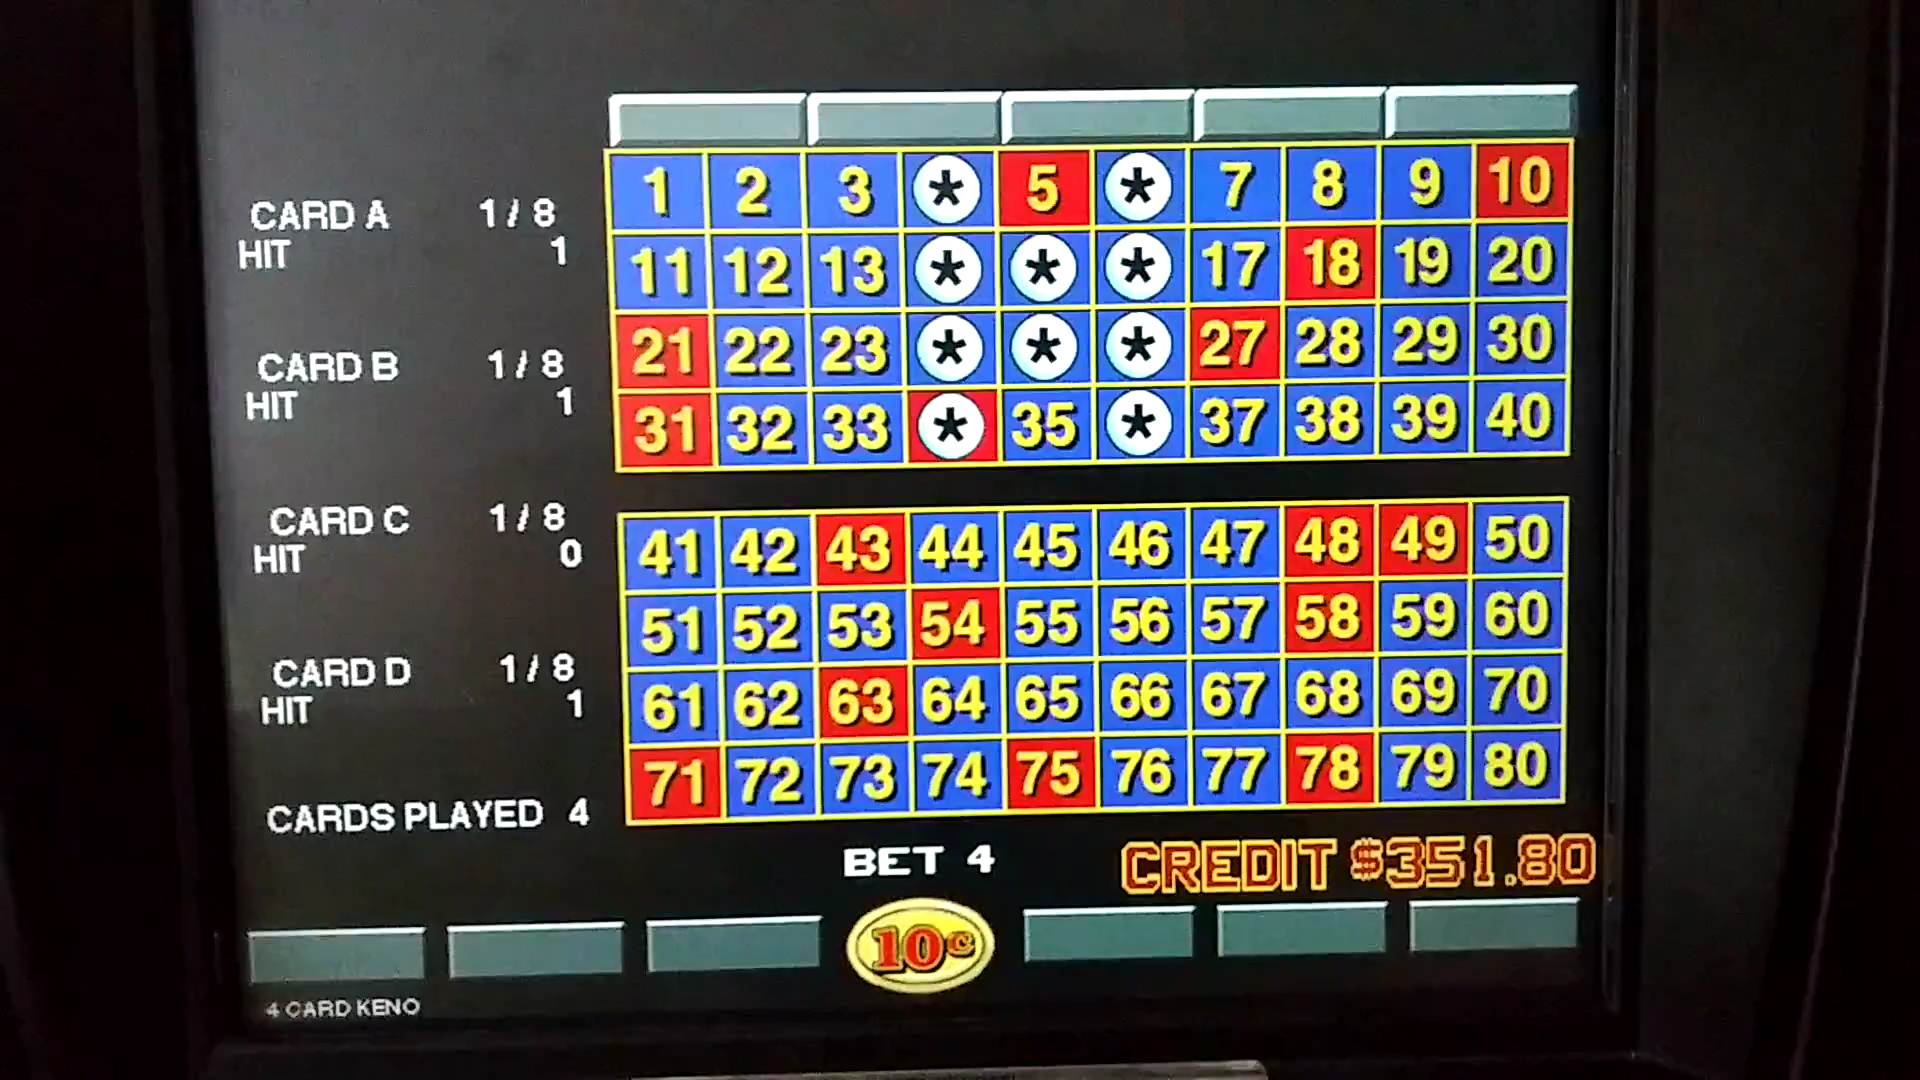 CARD A 1 / 8
HIT 1
CARD B 1 / 8
HIT 1
CARD C 1 / 8
HIT 0
CARD D 1 / 8
HIT 1
CARDS PLAYED 4
1 2 3 * 5 * 7 8 9 10
11 12 13 * * * 17 18 19 20
21 22 23 * * * 27 28 29 30
31 32 33 * 35 * 37 38 39 40
41 42 43 44 45 46 47 48 49 50
51 52 53 54 55 56 57 58 59 60
61 62 63 64 65 66 67 68 69 70
71 72 73 74 75 76 77 78 79 80
BET 4 CREDIT $351.80
10¢
4 CARD KENO